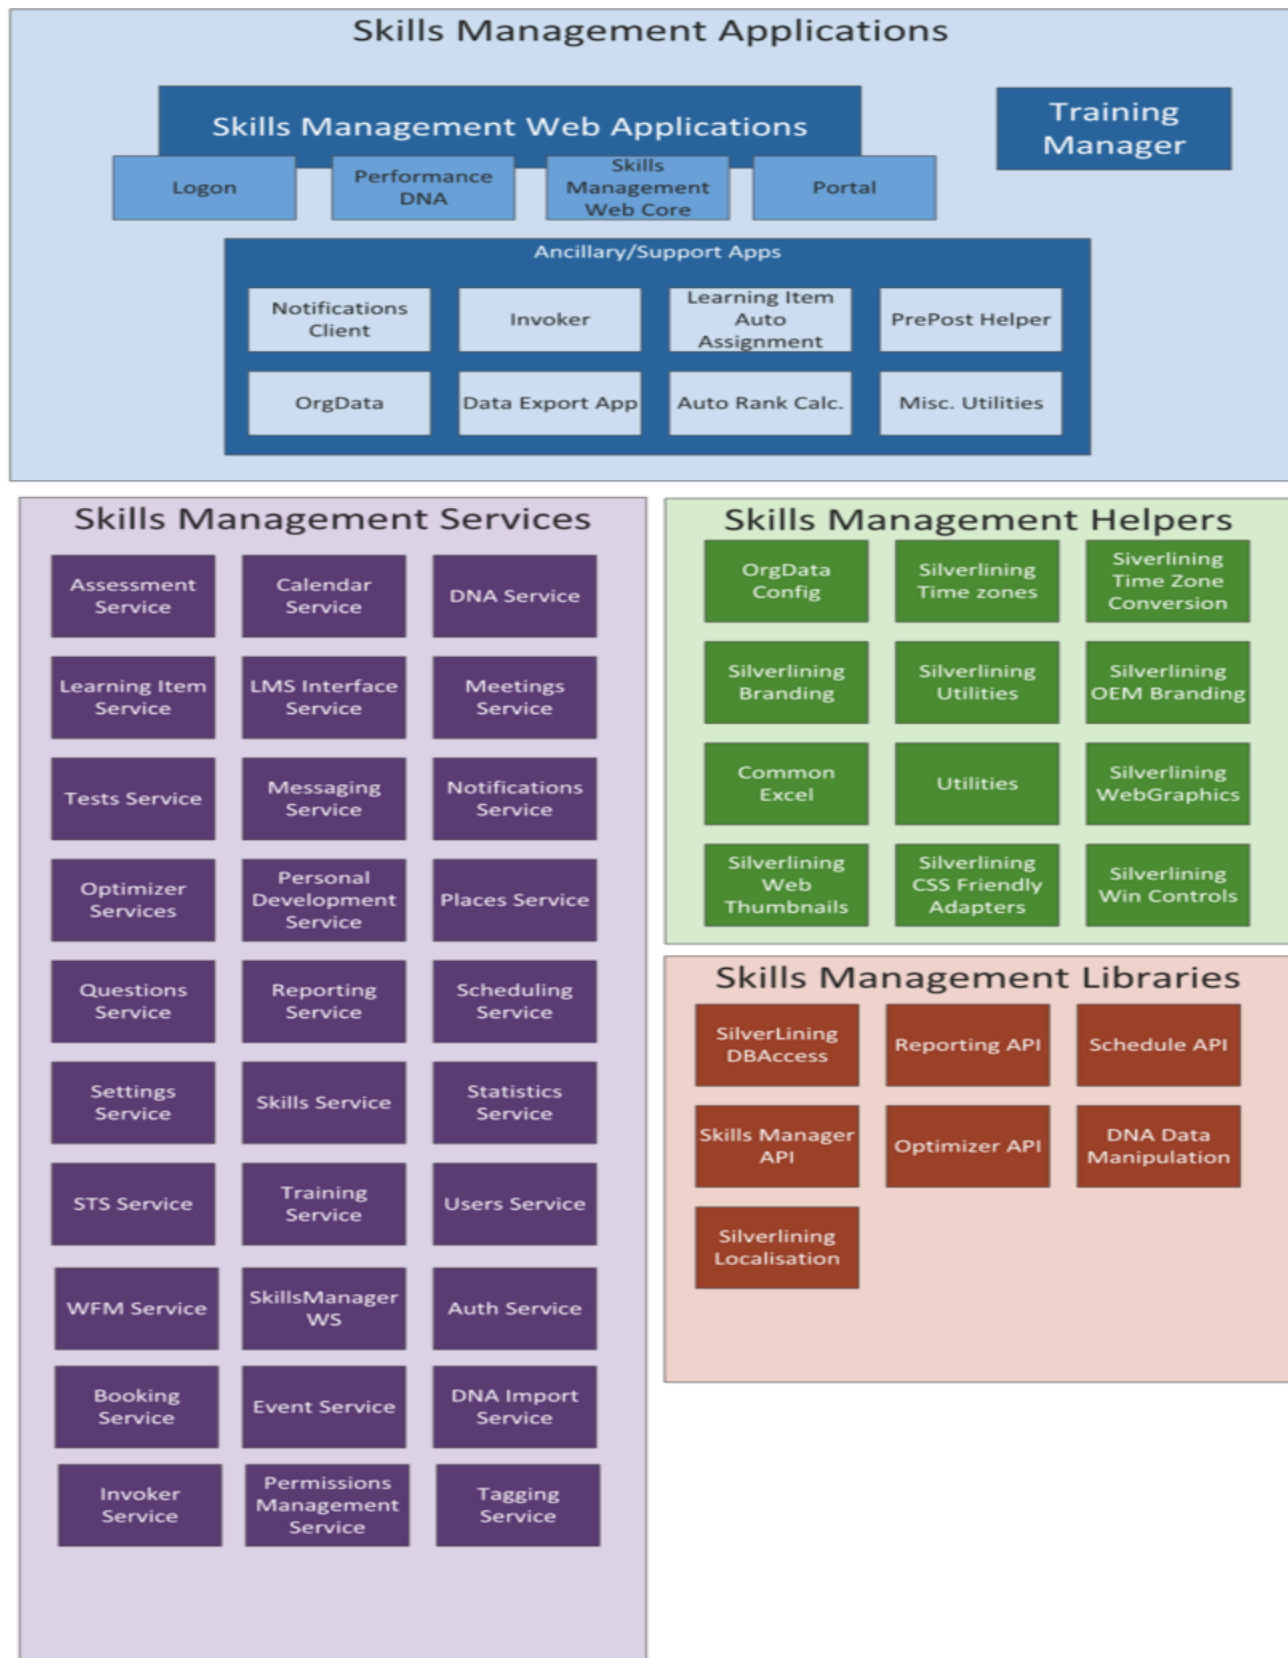 Skills Management Applications
Skills Management Web Applications
Training
Manager
Logon
Performance
DNA
Skills
Management
Web Core
Portal
Ancillary/Support Apps
Notifications
Client
Invoker
Learning Item
Auto
Assignment
PrePost Helper
OrgData
Data Export App
Auto Rank Calc.
Misc. Utilities
Skills Management Services
Assessment
Service
Calendar
Service
DNA Service
Learning Item
Service
LMS Interface
Service
Meetings
Service
Tests Service
Messaging
Service
Notifications
Service
Optimizer
Services
Personal
Development
Service
Places Service
Questions
Service
Reporting
Service
Scheduling
Service
Settings
Service
Skills Service
Statistics
Service
STS Service
Training
Service
Users Service
WFM Service
SkillsManager
WS
Auth Service
Booking
Service
Event Service
DNA Import
Service
Invoker
Service
Permissions
Management
Service
Tagging
Service
Skills Management Helpers
OrgData
Config
Silverlining
Time zones
Siverlining
Time Zone
Conversion
Silverlining
Branding
Silverlining
Utilities
Silverlining
OEM Branding
Common
Excel
Utilities
Silverlining
WebGraphics
Silverlining
Web
Thumbnails
Silverlining
CSS Friendly
Adapters
Silverlining
Win Controls
Skills Management Libraries
SilverLining
DBAccess
Reporting API
Schedule API
Skills Manager
API
Optimizer API
DNA Data
Manipulation
Silverlining
Localisation